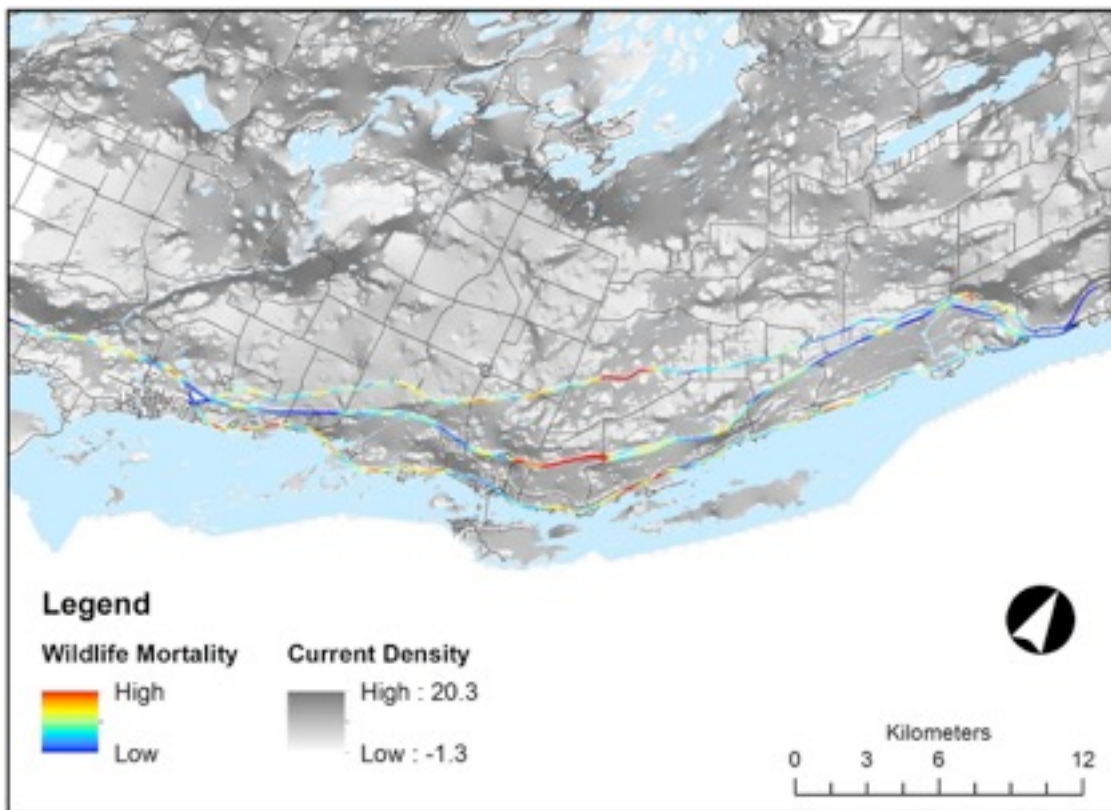 Legend
Wildlife Mortality
High
Low
Current Density
High : 20.3
Low : -1.3
Kilometers
0 3 6 12